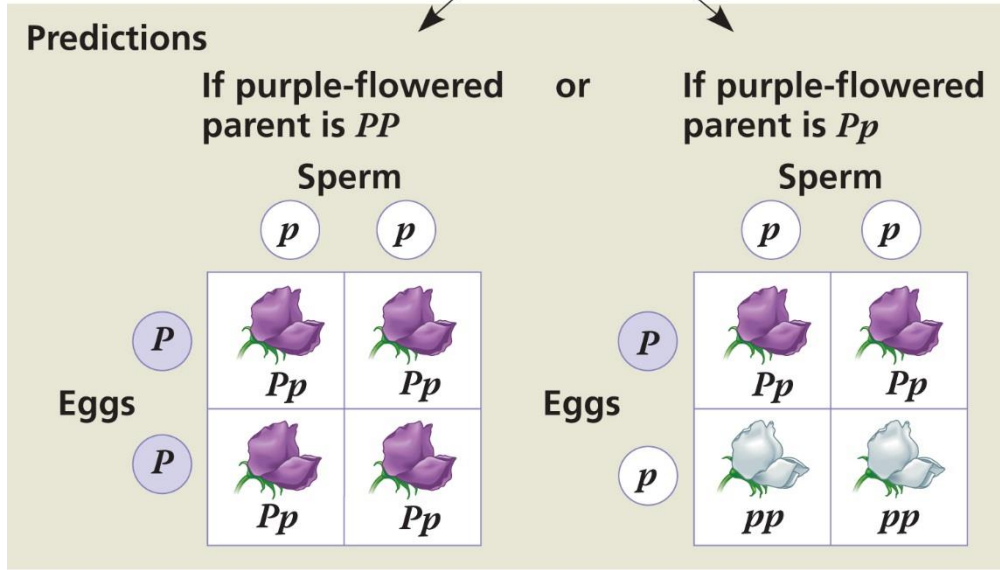 Predictions
If purple-flowered
parent is PP
or
If purple-flowered
parent is Pp
Sperm
p p
P
Eggs
P
Pp Pp
Pp Pp
Sperm
p p
P
Eggs
p
Pp Pp
pp pp